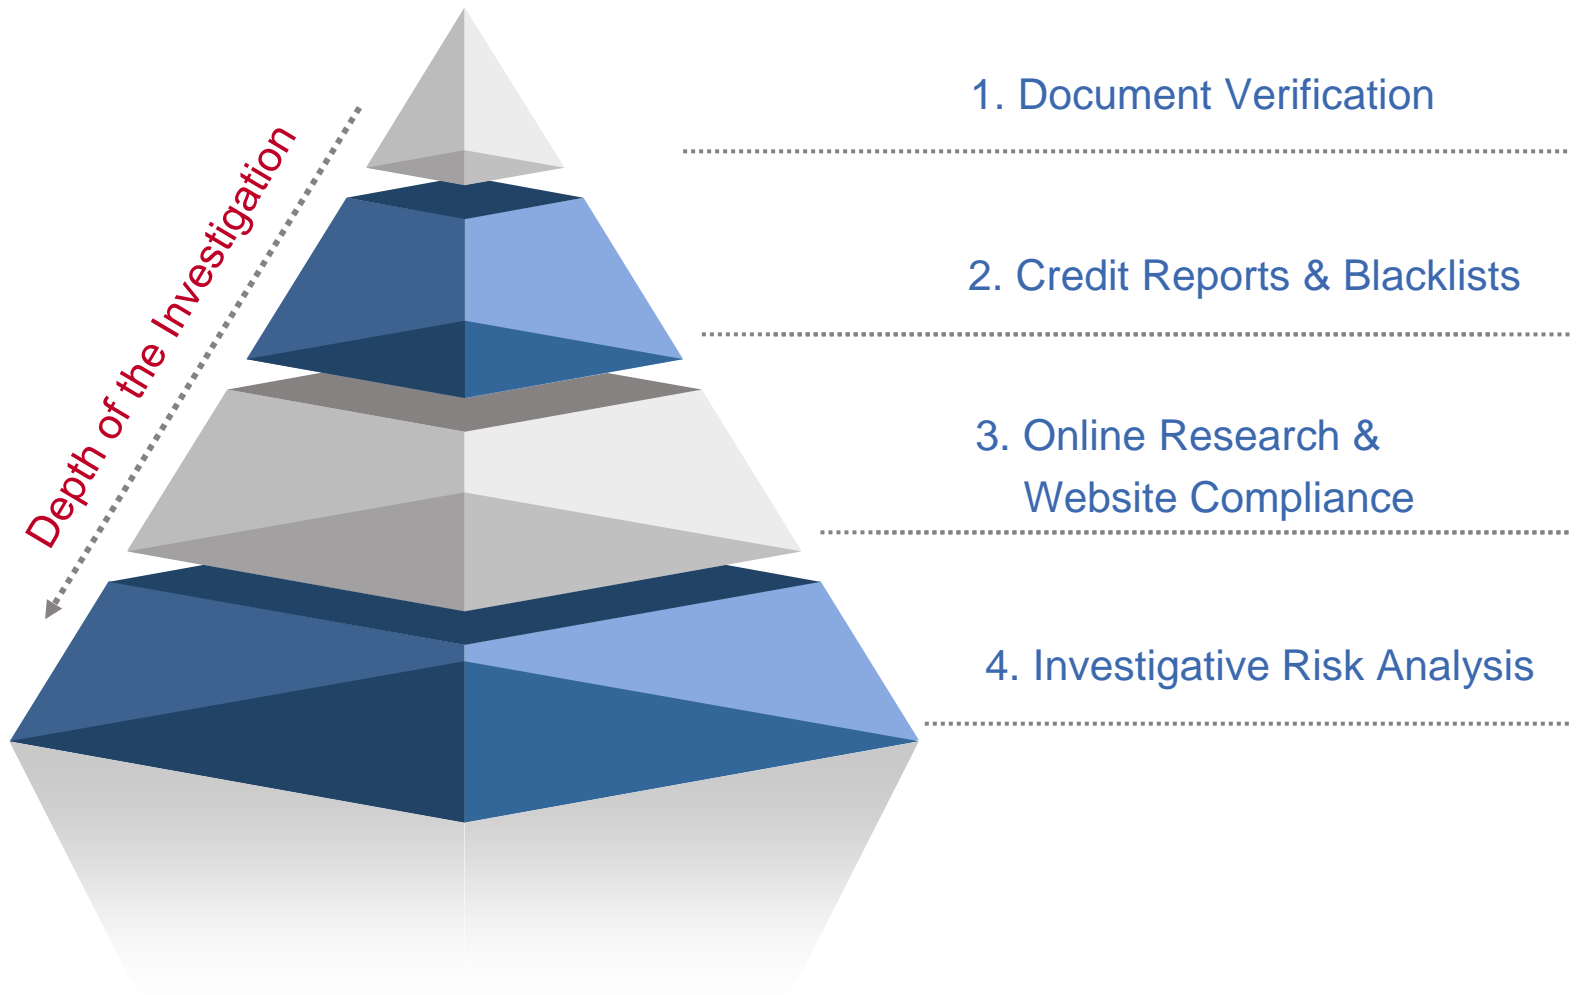 1. Document Verification
Depth of the Investigation
2. Credit Reports & Blacklists
3. Online Research &
Website Compliance
4. Investigative Risk Analysis